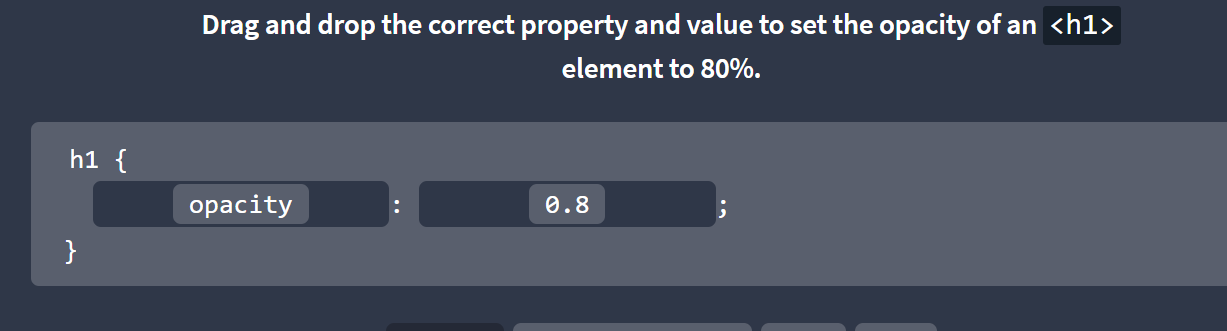 Drag and drop the correct property and value to set the opacity of an <h1>
element to 80%.
h1 {
opacity : 0.8 ;
}